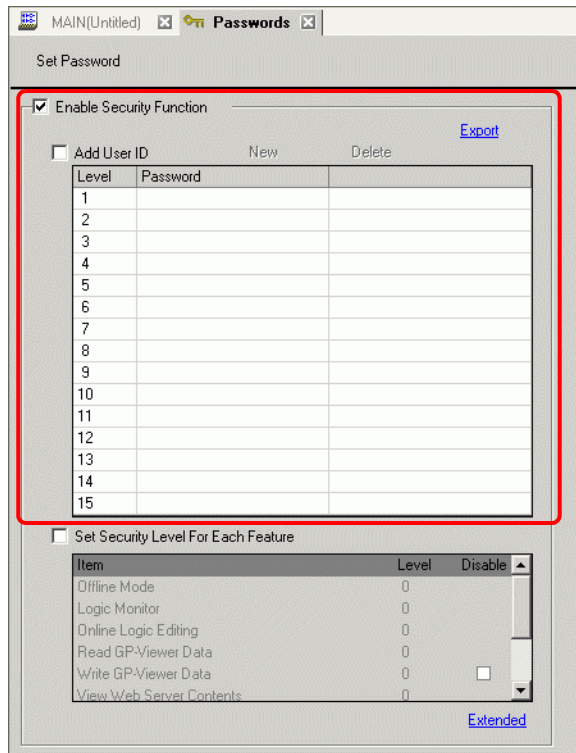 MAIN(Untitled) Passwords
Set Password
Enable Security Function
Export
Add User ID New Delete
Level Password
1
2
3
4
5
6
7
8
9
10
11
12
13
14
15
Set Security Level For Each Feature
Item Level Disable
Offline Mode 0
Logic Monitor 0
Online Logic Editing 0
Read GP-Viewer Data 0
Write GP-Viewer Data 0
View Web Server Contents 0
Extended